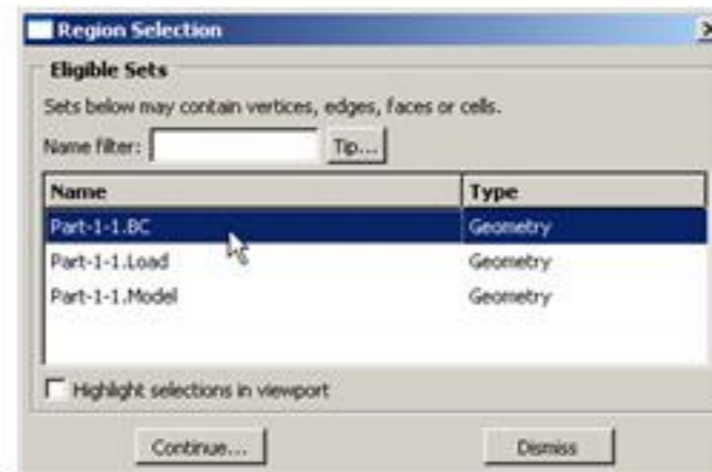 Region Selection
Eligible Sets
Sets below may contain vertices, edges, faces or cells.
Name filter: Tip...
Name Type
Part-1-1.BC Geometry
Part-1-1.Load Geometry
Part-1-1.Model Geometry
Highlight selections in viewport
Continue... Dismiss